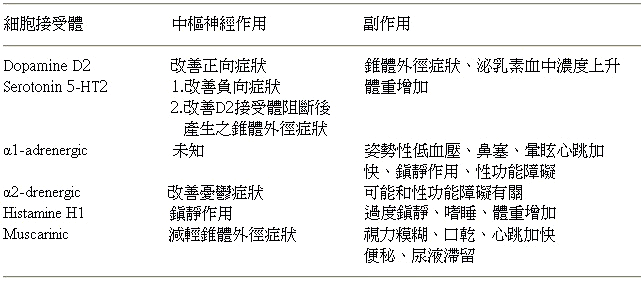 細胞接受體 中樞神經作用 副作用
Dopamine D2 改善正向症狀 錐體外徑症狀、泌乳素血中濃度上升
Serotonin 5-HT2 1.改善負向症狀 體重增加
2.改善D2接受體阻斷後
產生之錐體外徑症狀
α1-adrenergic 未知 姿勢性低血壓、鼻塞、暈眩心跳加
快、鎮靜作用、性功能障礙
α2-drenergic 改善憂鬱症狀 可能和性功能障礙有關
Histamine H1 鎮靜作用 過度鎮靜、嗜睡、體重增加
Muscarinic 減輕錐體外徑症狀 視力糢糊、口乾、心跳加快
便秘、尿液滯留